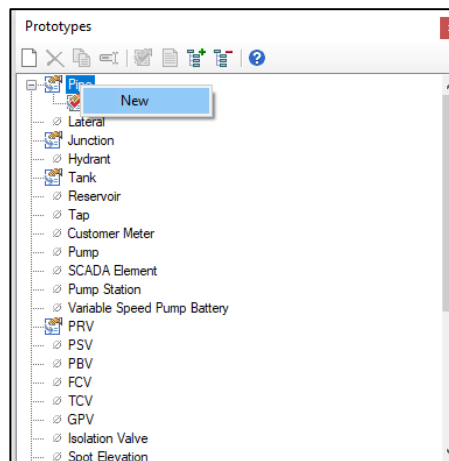 Prototypes
Pipe
New
Lateral
Junction
Hydrant
Tank
Reservoir
Tap
Customer Meter
Pump
SCADA Element
Pump Station
Variable Speed Pump Battery
PRV
PSV
PBV
FCV
TCV
GPV
Isolation Valve
Spot Elevation